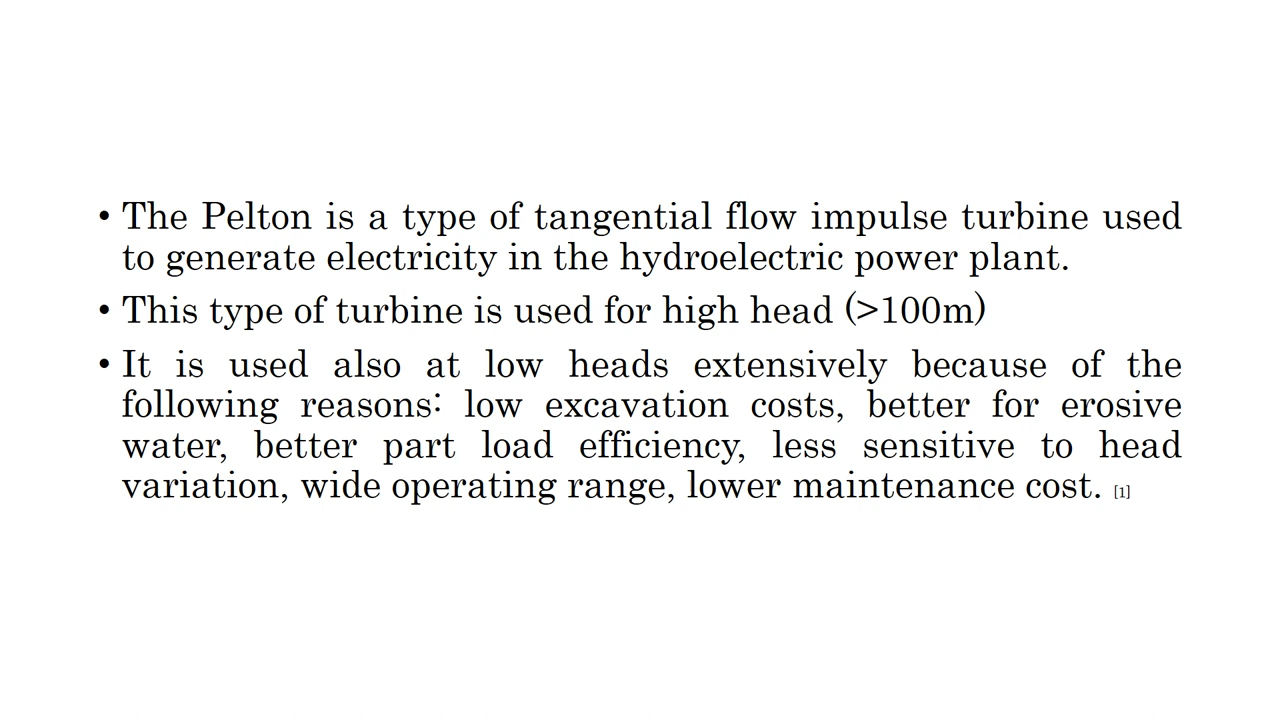 • The Pelton is a type of tangential flow impulse turbine used
to generate electricity in the hydroelectric power plant.
• This type of turbine is used for high head (>100m)
• It is used also at low heads extensively because of the
following reasons: low excavation costs, better for erosive
water, better part load efficiency, less sensitive to head
variation, wide operating range, lower maintenance cost. [1]